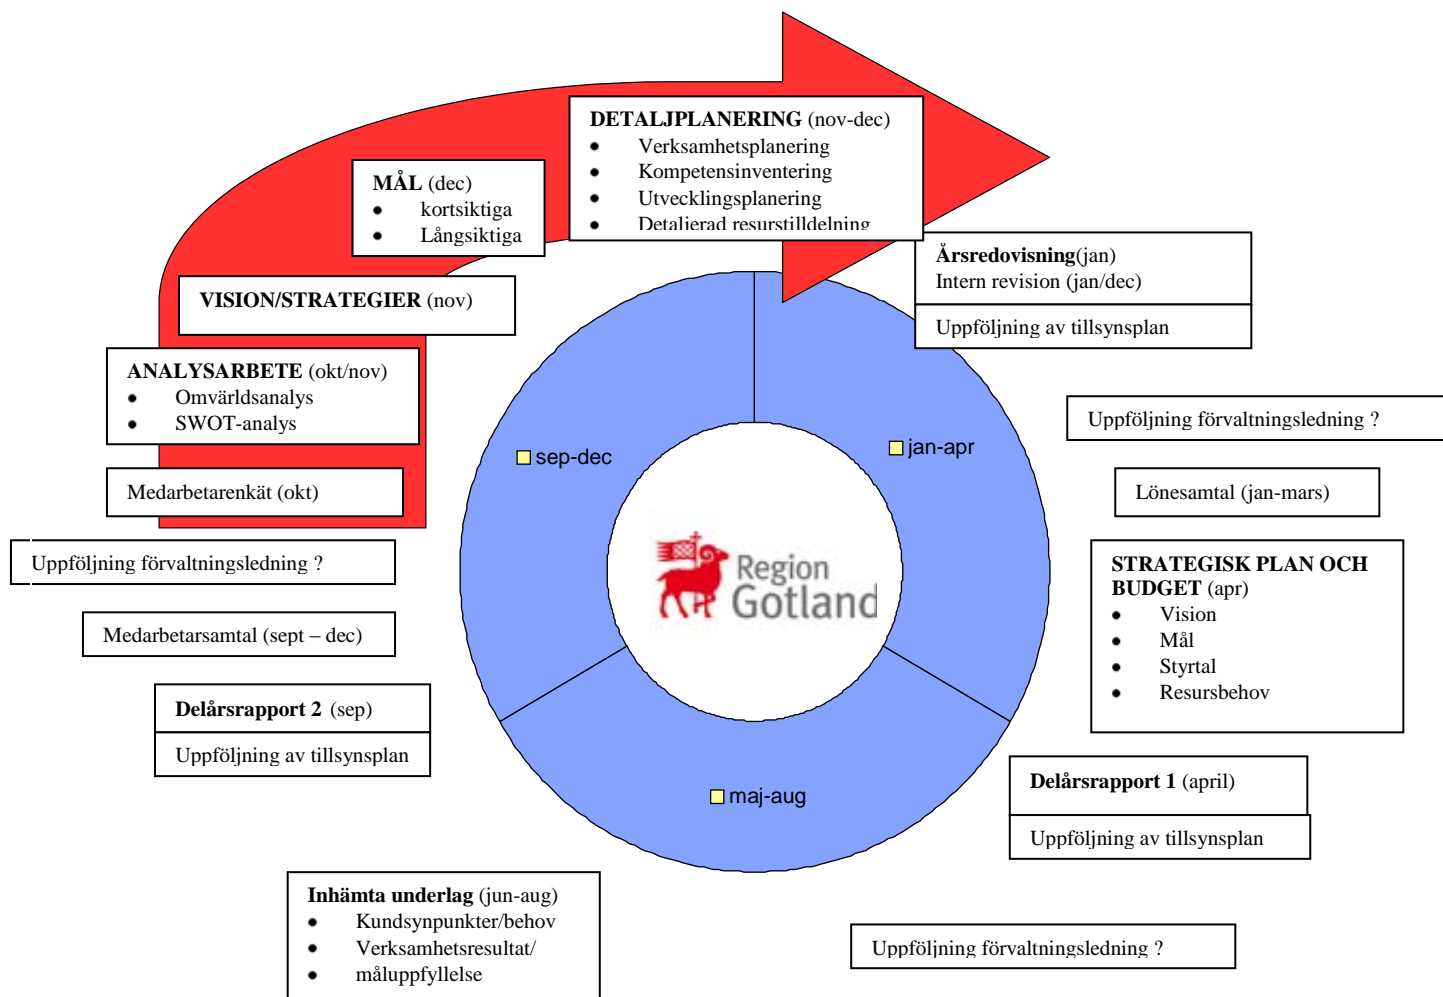 DETALJPLANERING (nov-dec)
• Verksamhetsplanering
• Kompetensinventering
• Utvecklingsplanering
• Detaljerad resurstilldelning
MÅL (dec)
• kortsiktiga
• Långsiktiga
VISION/STRATEGIER (nov)
ANALYSARBETE (okt/nov)
• Omvärldsanalys
• SWOT-analys
Medarbetarenkät (okt)
Uppföljning förvaltningsledning ?
Medarbetarsamtal (sept – dec)
Delårsrapport 2 (sep)
Uppföljning av tillsynsplan
Inhämta underlag (jun-aug)
• Kundsynpunkter/behov
• Verksamhetsresultat/
• måluppfyllelse
sep-dec
jan-apr
maj-aug
Region
Gotland
Årsredovisning(jan)
Intern revision (jan/dec)
Uppföljning av tillsynsplan
Uppföljning förvaltningsledning ?
Lönesamtal (jan-mars)
STRATEGISK PLAN OCH
BUDGET (apr)
• Vision
• Mål
• Styrtal
• Resursbehov
Delårsrapport 1 (april)
Uppföljning av tillsynsplan
Uppföljning förvaltningsledning ?